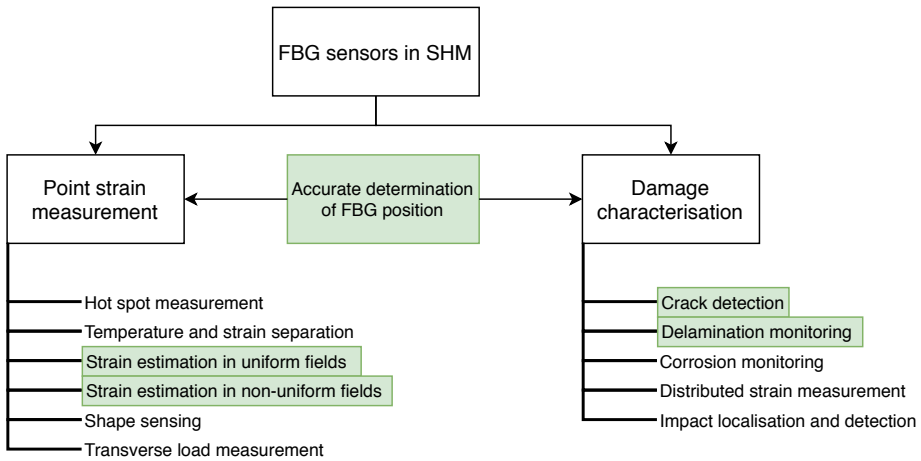 FBG sensors in SHM
Point strain
measurement
Accurate determination
of FBG position
Damage
characterisation
Hot spot measurement
Temperature and strain separation
Strain estimation in uniform fields
Strain estimation in non-uniform fields
Shape sensing
Transverse load measurement
Crack detection
Delamination monitoring
Corrosion monitoring
Distributed strain measurement
Impact localisation and detection